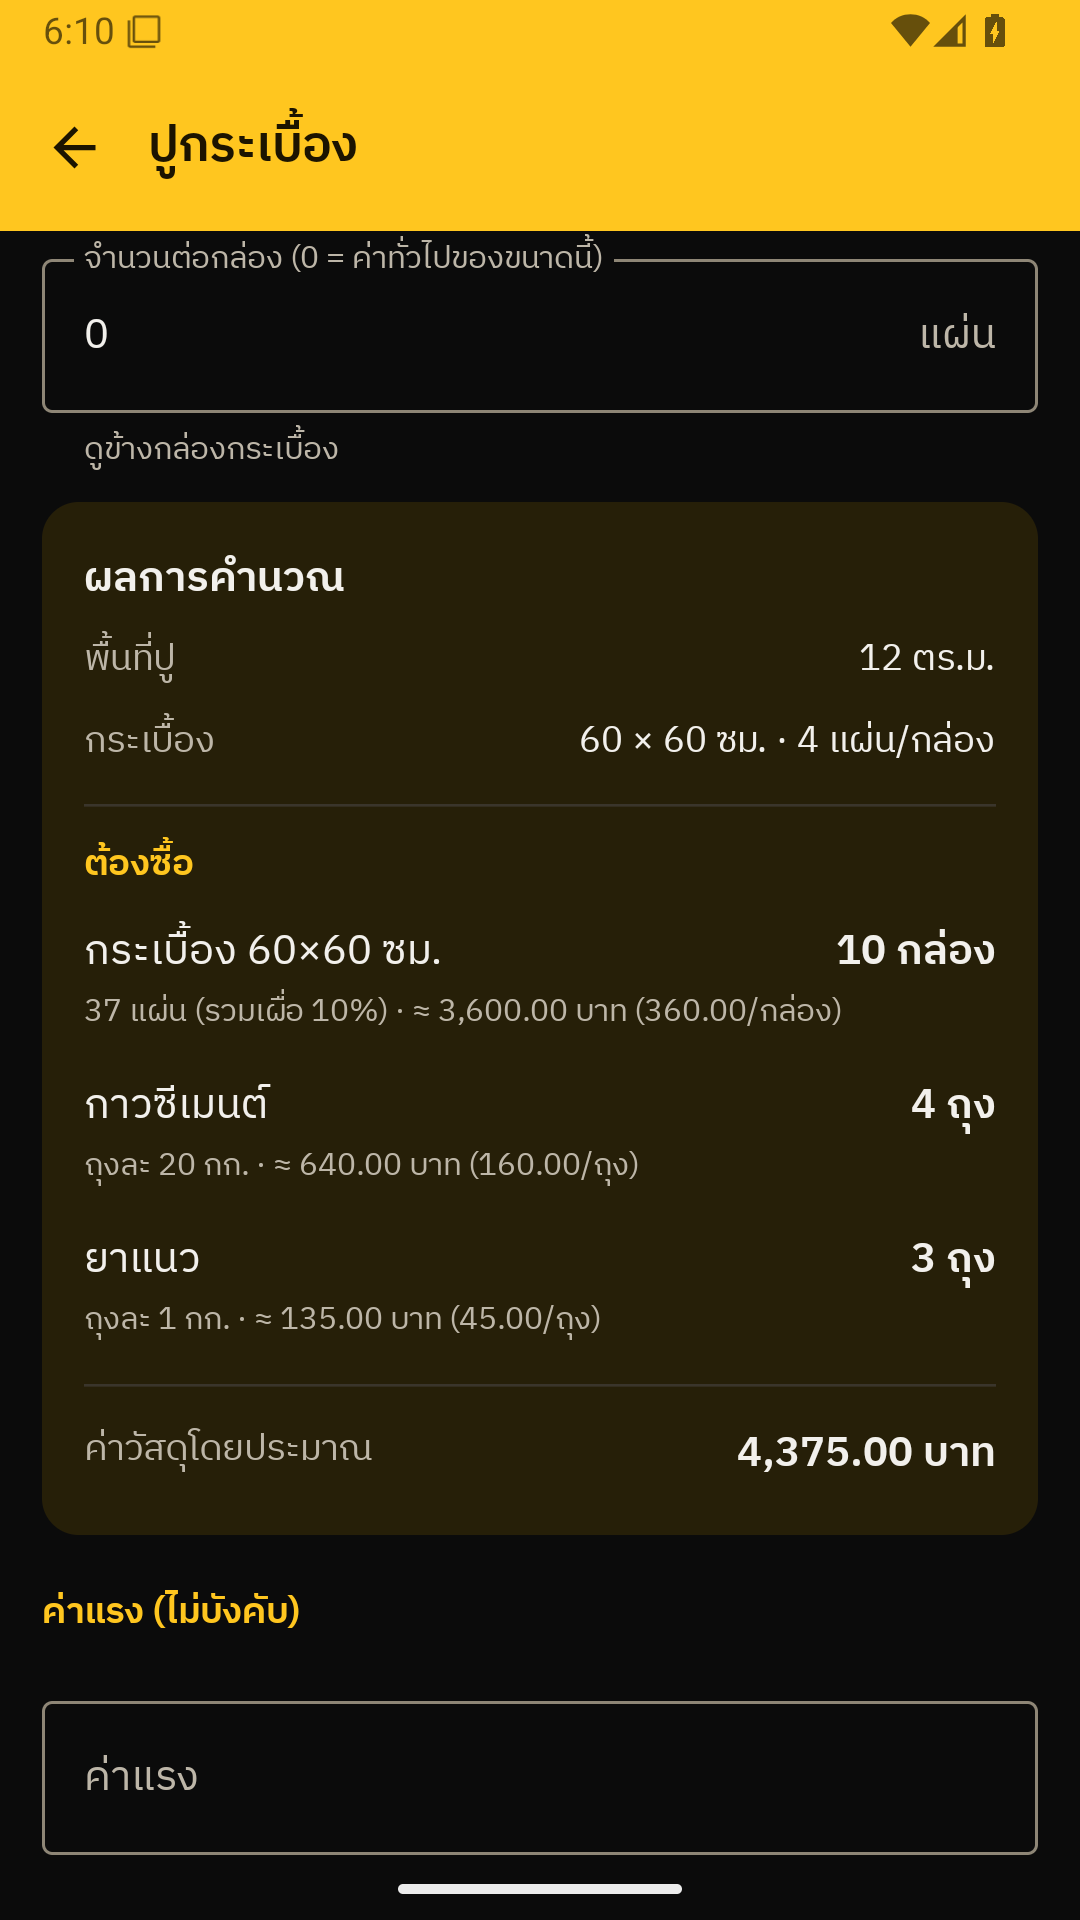 6:10
ปูกระเบื้อง
จำนวนต่อกล่อง (0 = ค่าทั่วไปของขนาดนี้)
0 แผ่น
ดูข้างกล่องกระเบื้อง
ผลการคำนวณ
พื้นที่ปู 12 ตร.ม.
กระเบื้อง 60 × 60 ซม. · 4 แผ่น/กล่อง
ต้องซื้อ
กระเบื้อง 60×60 ซม. 10 กล่อง
37 แผ่น (รวมเผื่อ 10%) · ≈ 3,600.00 บาท (360.00/กล่อง)
กาวซีเมนต์ 4 ถุง
ถุงละ 20 กก. · ≈ 640.00 บาท (160.00/ถุง)
ยาแนว 3 ถุง
ถุงละ 1 กก. · ≈ 135.00 บาท (45.00/ถุง)
ค่าวัสดุโดยประมาณ 4,375.00 บาท
ค่าแรง (ไม่บังคับ)
ค่าแรง